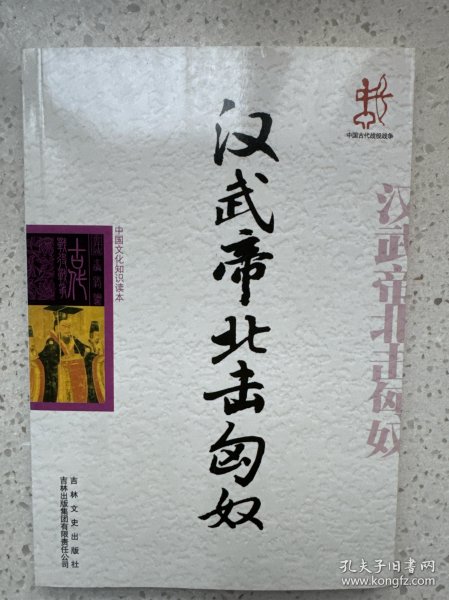 中国古代战役战争
汉武帝北击匈奴
汉武帝北击匈奴
中国文化知识读本
古代
吉林文史出版社
吉林出版集团有限责任公司
孔夫子旧书网
www.kongfz.com